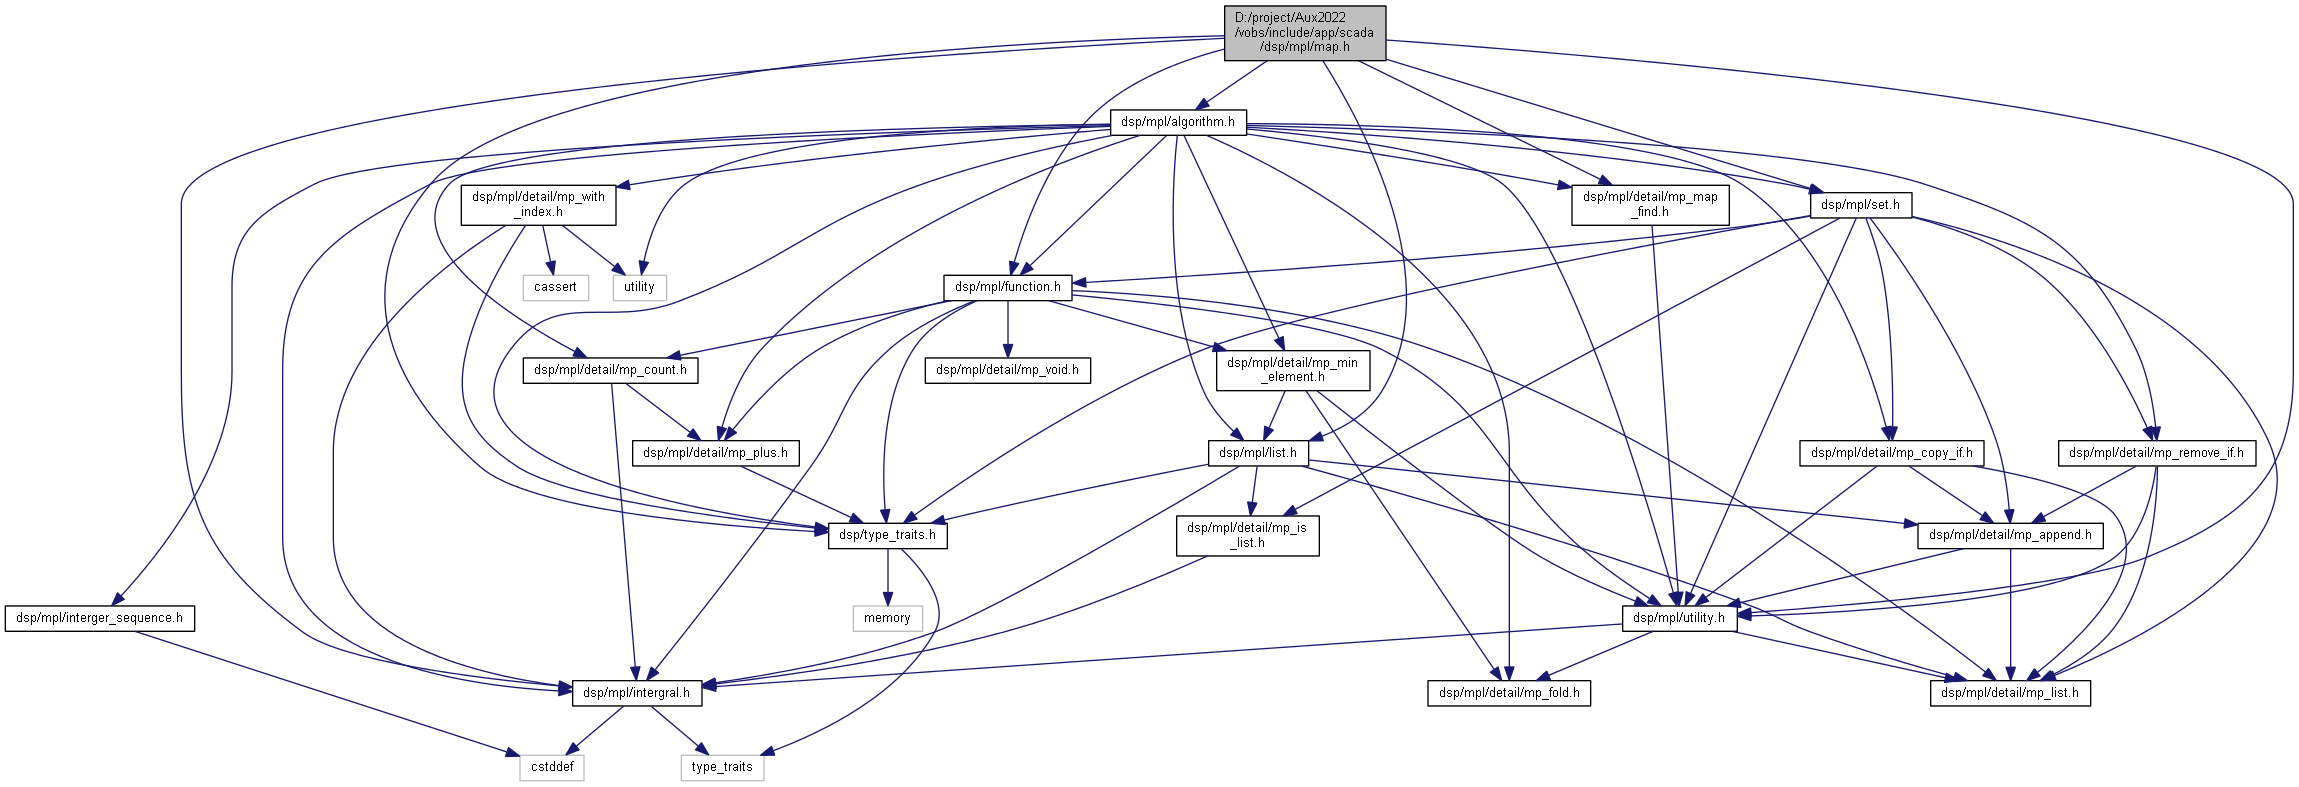 D:/project/Aux2022
/vobs/include/app/scada
/dsp/mpl/map.h
dsp/mpl/algorithm.h
dsp/mpl/detail/mp_with
_index.h
dsp/mpl/detail/mp_map
_find.h
dsp/mpl/set.h
cassert
utility
dsp/mpl/function.h
dsp/mpl/detail/mp_count.h
dsp/mpl/detail/mp_void.h
dsp/mpl/detail/mp_min
_element.h
dsp/mpl/detail/mp_plus.h
dsp/mpl/list.h
dsp/mpl/detail/mp_copy_if.h
dsp/mpl/detail/mp_remove_if.h
dsp/type_traits.h
dsp/mpl/detail/mp_is
_list.h
dsp/mpl/detail/mp_append.h
dsp/mpl/interger_sequence.h
memory
dsp/mpl/utility.h
dsp/mpl/intergral.h
dsp/mpl/detail/mp_fold.h
dsp/mpl/detail/mp_list.h
cstddef
type_traits